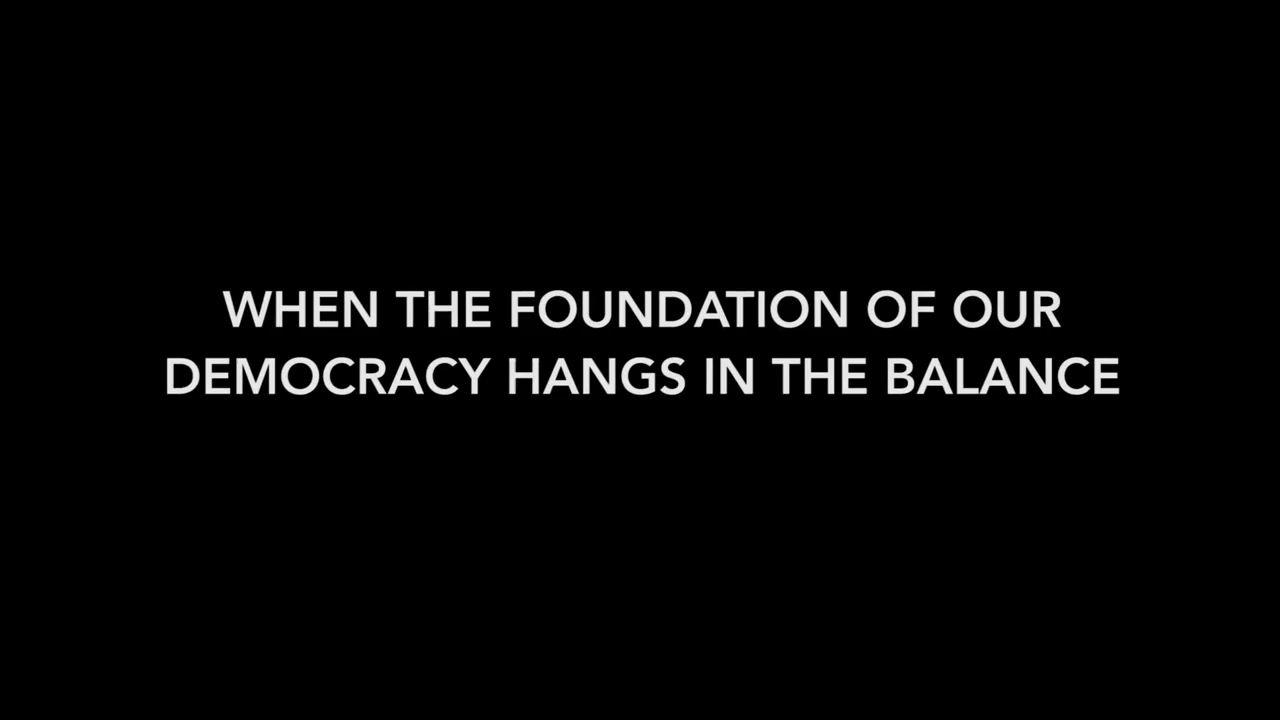 WHEN THE FOUNDATION OF OUR
DEMOCRACY HANGS IN THE BALANCE